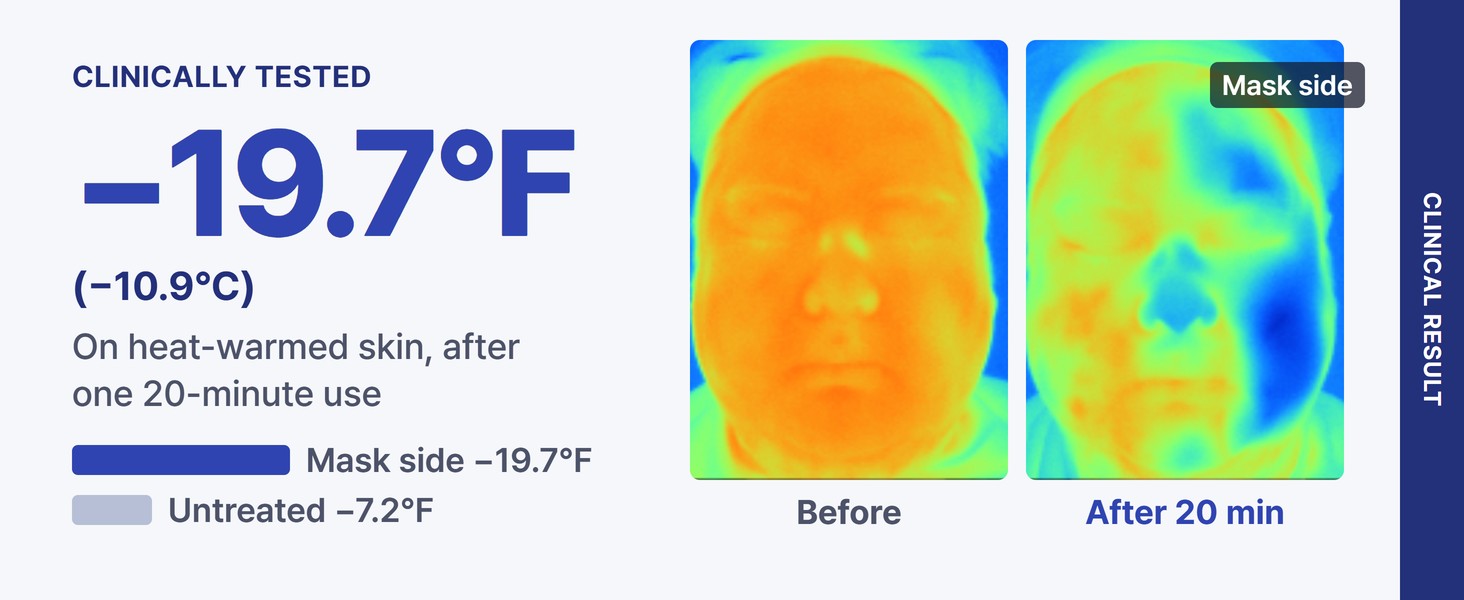 CLINICALLY TESTED
−19.7°F
(−10.9°C)
On heat-warmed skin, after
one 20-minute use
Mask side −19.7°F
Untreated −7.2°F
Mask side
Before
After 20 min
CLINICAL RESULT